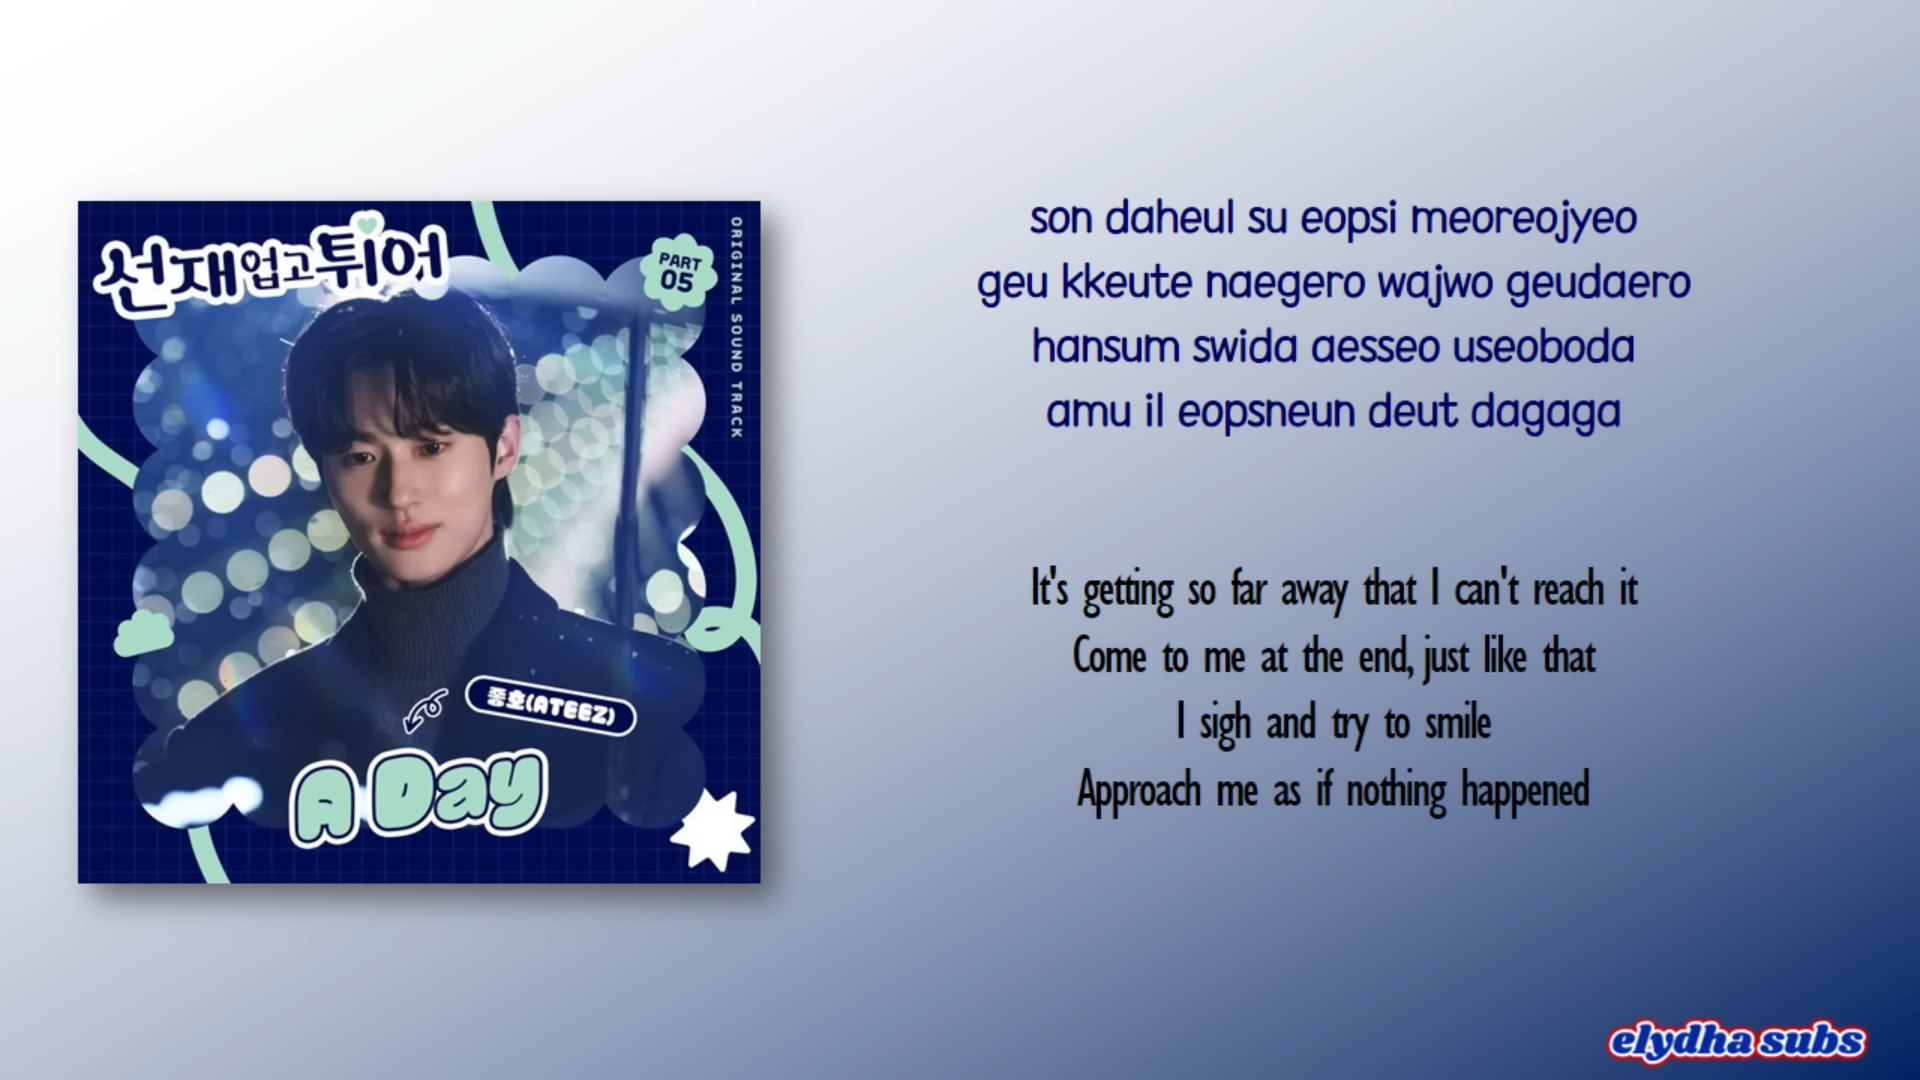 선재업고튀어
PART
05
ORIGINAL SOUND TRACK
종호(ATEEZ)
A Day
son daheul su eopsi meoreojyeo
geu kkeute naegero wajwo geudaero
hansum swida aesseo useoboda
amu il eopsneun deut dagaga
It's getting so far away that I can't reach it
Come to me at the end, just like that
I sigh and try to smile
Approach me as if nothing happened
elydha subs